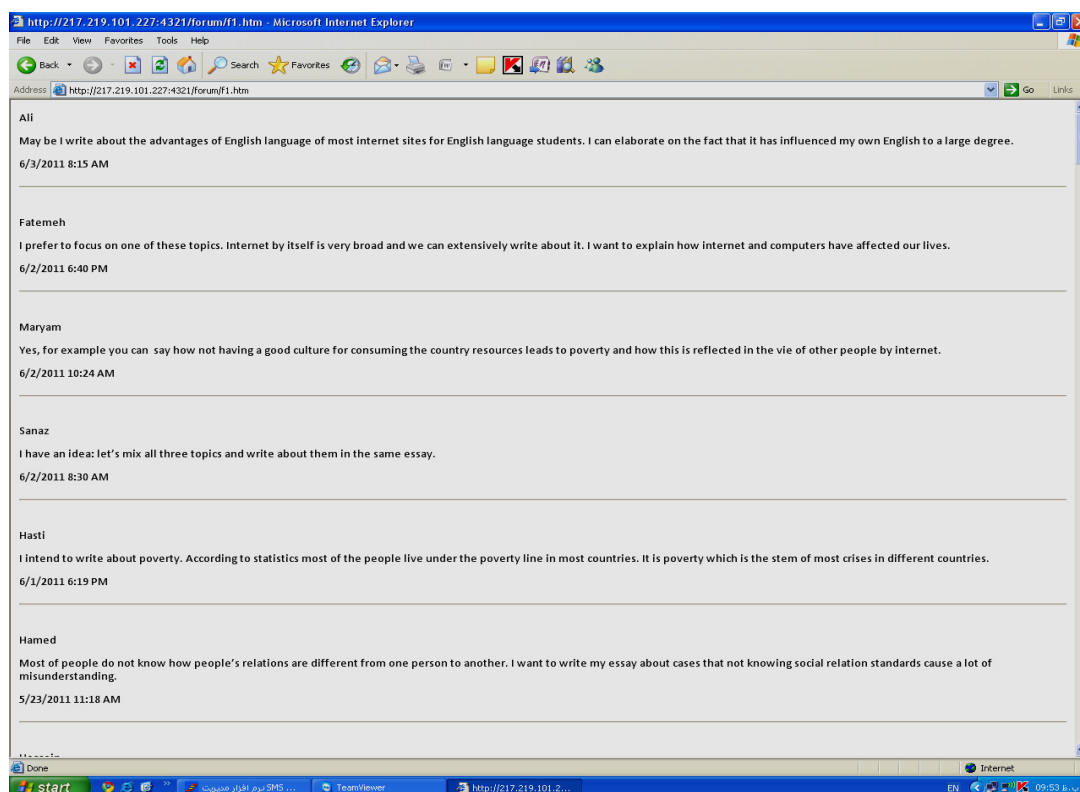 http://217.219.101.227:4321/forum/f1.htm - Microsoft Internet Explorer
File Edit View Favorites Tools Help
Back Search Favorites
Address http://217.219.101.227:4321/forum/f1.htm Go Links
Ali
May be I write about the advantages of English language of most internet sites for English language students. I can elaborate on the fact that it has influenced my own English to a large degree.
6/3/2011 8:15 AM
Fatemeh
I prefer to focus on one of these topics. Internet by itself is very broad and we can extensively write about it. I want to explain how internet and computers have affected our lives.
6/2/2011 6:40 PM
Maryam
Yes, for example you can say how not having a good culture for consuming the country resources leads to poverty and how this is reflected in the vie of other people by internet.
6/2/2011 10:24 AM
Sanaz
I have an idea: let’s mix all three topics and write about them in the same essay.
6/2/2011 8:30 AM
Hasti
I intend to write about poverty. According to statistics most of the people live under the poverty line in most countries. It is poverty which is the stem of most crises in different countries.
6/1/2011 6:19 PM
Hamed
Most of people do not know how people’s relations are different from one person to another. I want to write my essay about cases that not knowing social relation standards cause a lot of
misunderstanding.
5/23/2011 11:18 AM
Done Internet
start نرم افزار مدیریت SMS ... TeamViewer http://217.219.101.2... EN 09:53 ب.ظ